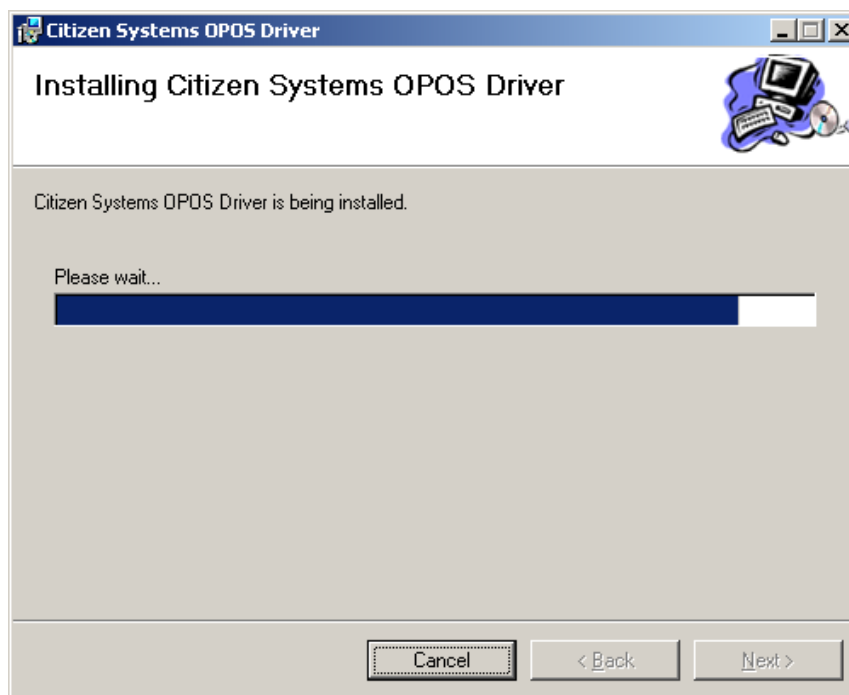 Citizen Systems OPOS Driver
Installing Citizen Systems OPOS Driver
Citizen Systems OPOS Driver is being installed.
Please wait...
Cancel
< Back
Next >